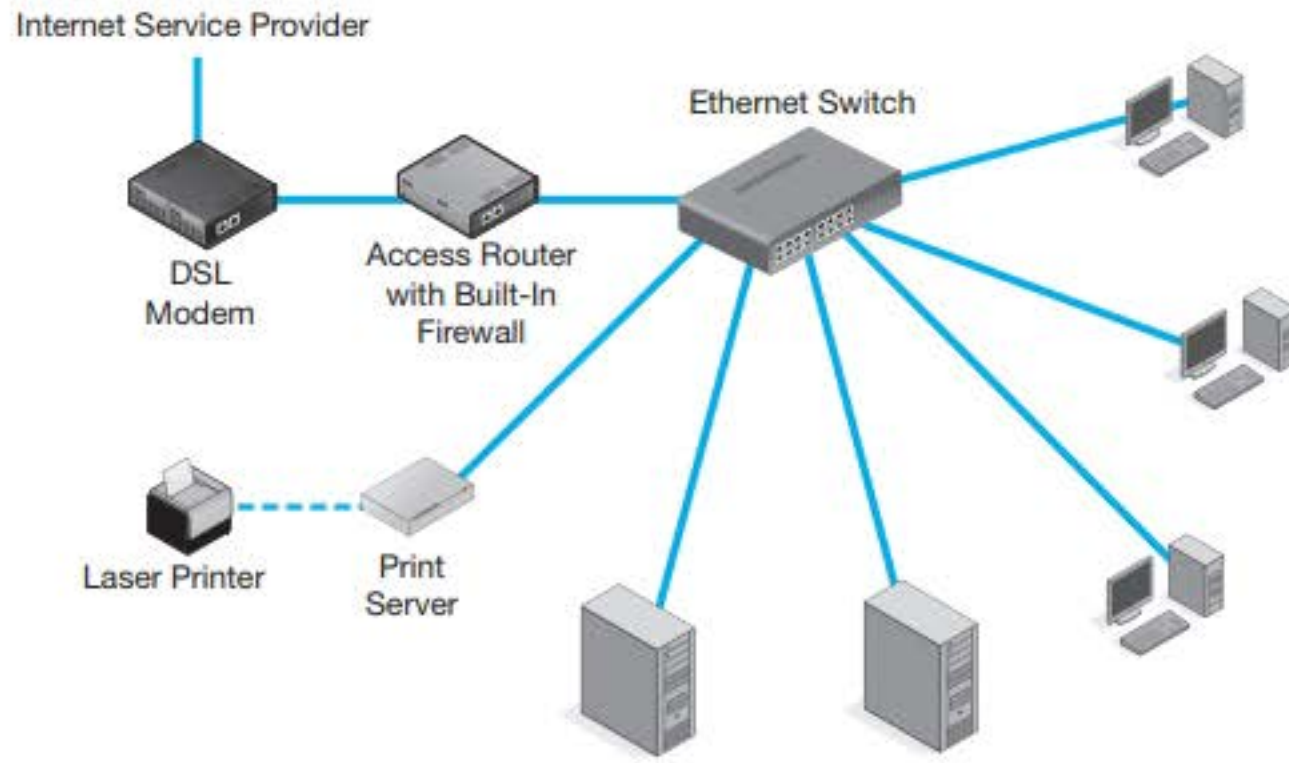 Internet Service Provider
Ethernet Switch
DSL
Modem
Access Router
with Built-In
Firewall
Laser Printer
Print
Server